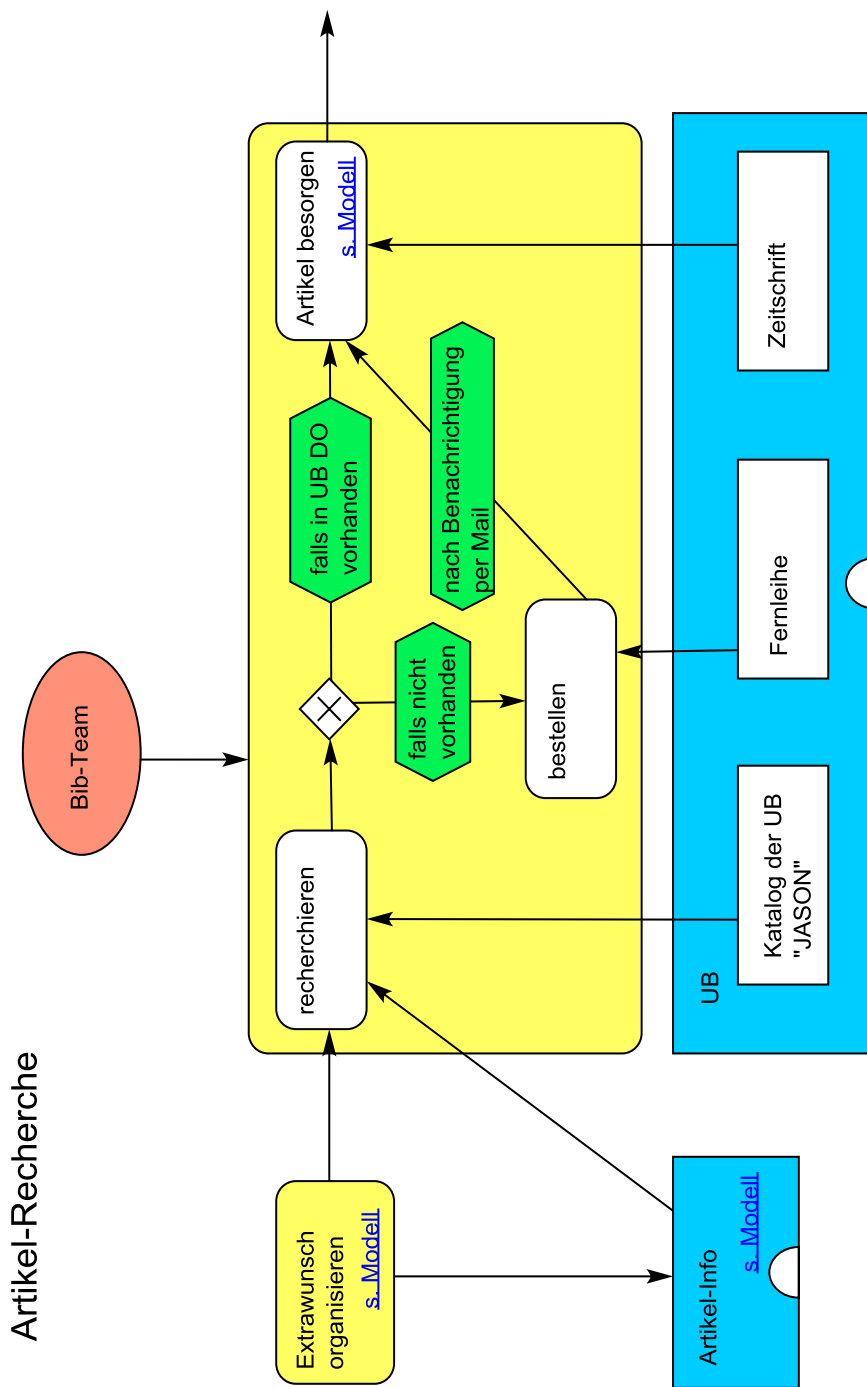 Artikel-Recherche
Bib-Team
Extrawunsch
organisieren
s. Modell
recherchieren
falls in UB DO
vorhanden
Artikel besorgen
s. Modell
falls nicht
vorhanden
nach Benachrichtigung
per Mail
bestellen
Artikel-Info
s. Modell
UB
Katalog der UB
"JASON"
Fernleihe
Zeitschrift